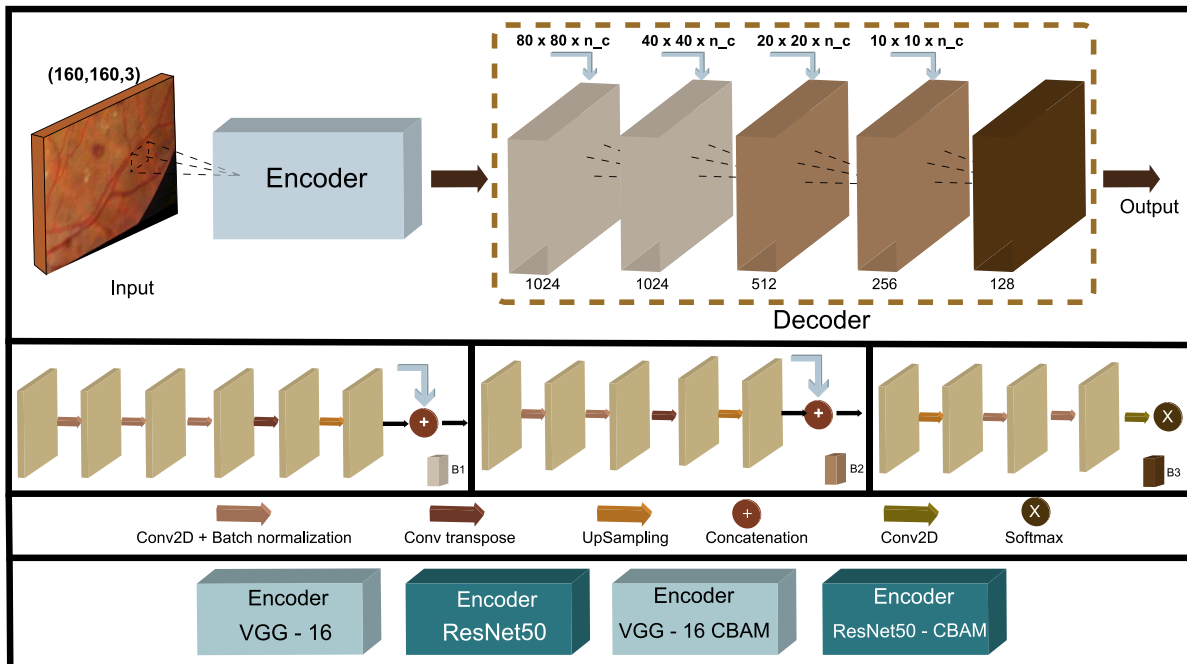 80 x 80 x n_c
40 x 40 x n_c
20 x 20 x n_c
10 x 10 x n_c
(160,160,3)
Encoder
Output
Input
1024
1024
512
256
128
Decoder
+
B1
+
B2
X
B3
+
X
Conv2D + Batch normalization
Conv transpose
UpSampling
Concatenation
Conv2D
Softmax
Encoder
VGG - 16
Encoder
ResNet50
Encoder
VGG - 16 CBAM
Encoder
ResNet50 - CBAM